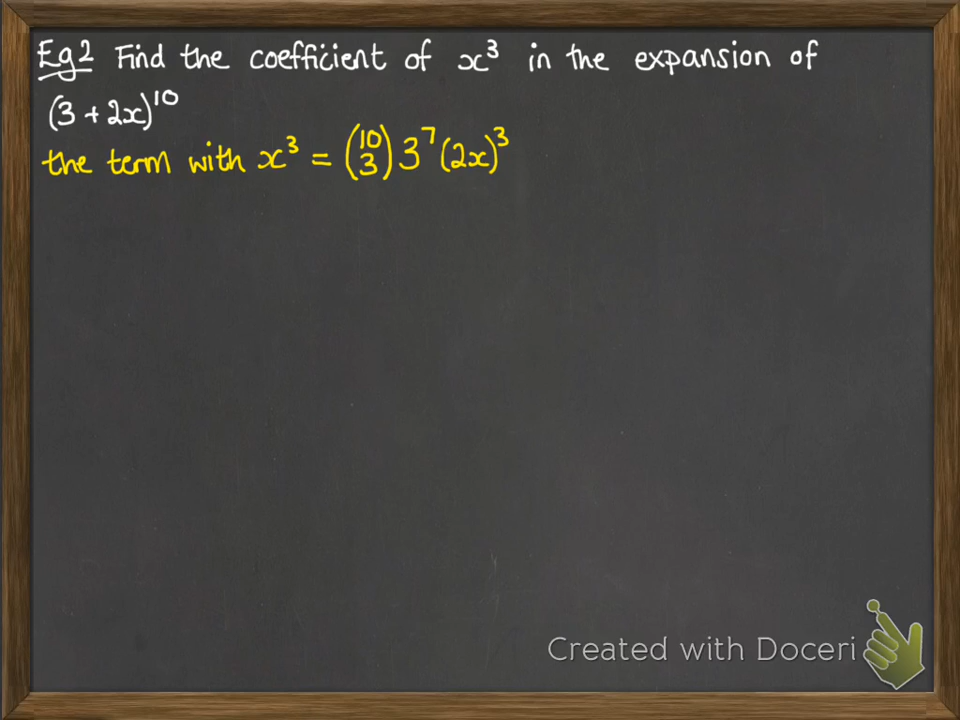 Eg2 Find the coefficient of x³ in the expansion of
(3 + 2x)¹⁰
the term with x³ = (10 3) 3⁷ (2x)³
Created with Doceri